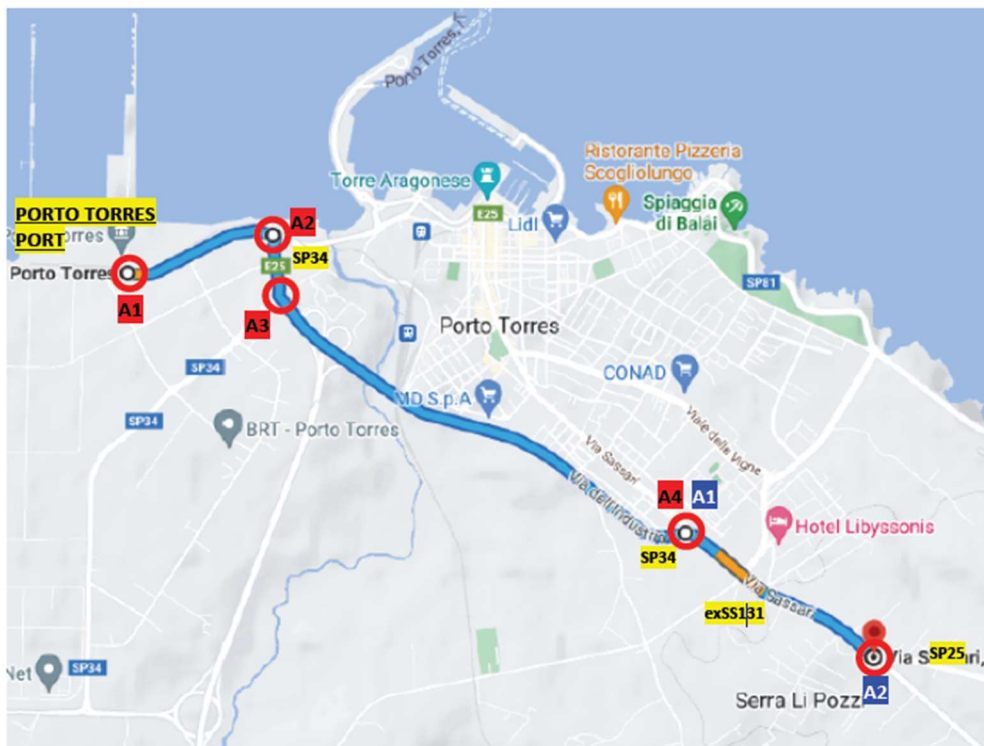 Porto Torres, K
Ristorante Pizzeria
Scogliolungo
Torre Aragonese
Spiaggia
di Balai
E25
Lidl
PORTO TORRES
PORT
A2
SP34
Porto Torres
E25
A1
A3
SP81
Porto Torres
SP34
CONAD
MD S.p.A
SP34
BRT - Porto Torres
Viale delle Vigne
Via Sassari
Via dell'Industria
A4 A1
Hotel Libyssonis
SP34
Via Sassari
exSS131
SP25
Via
Net
SP34
A2
Serra Li Pozzi